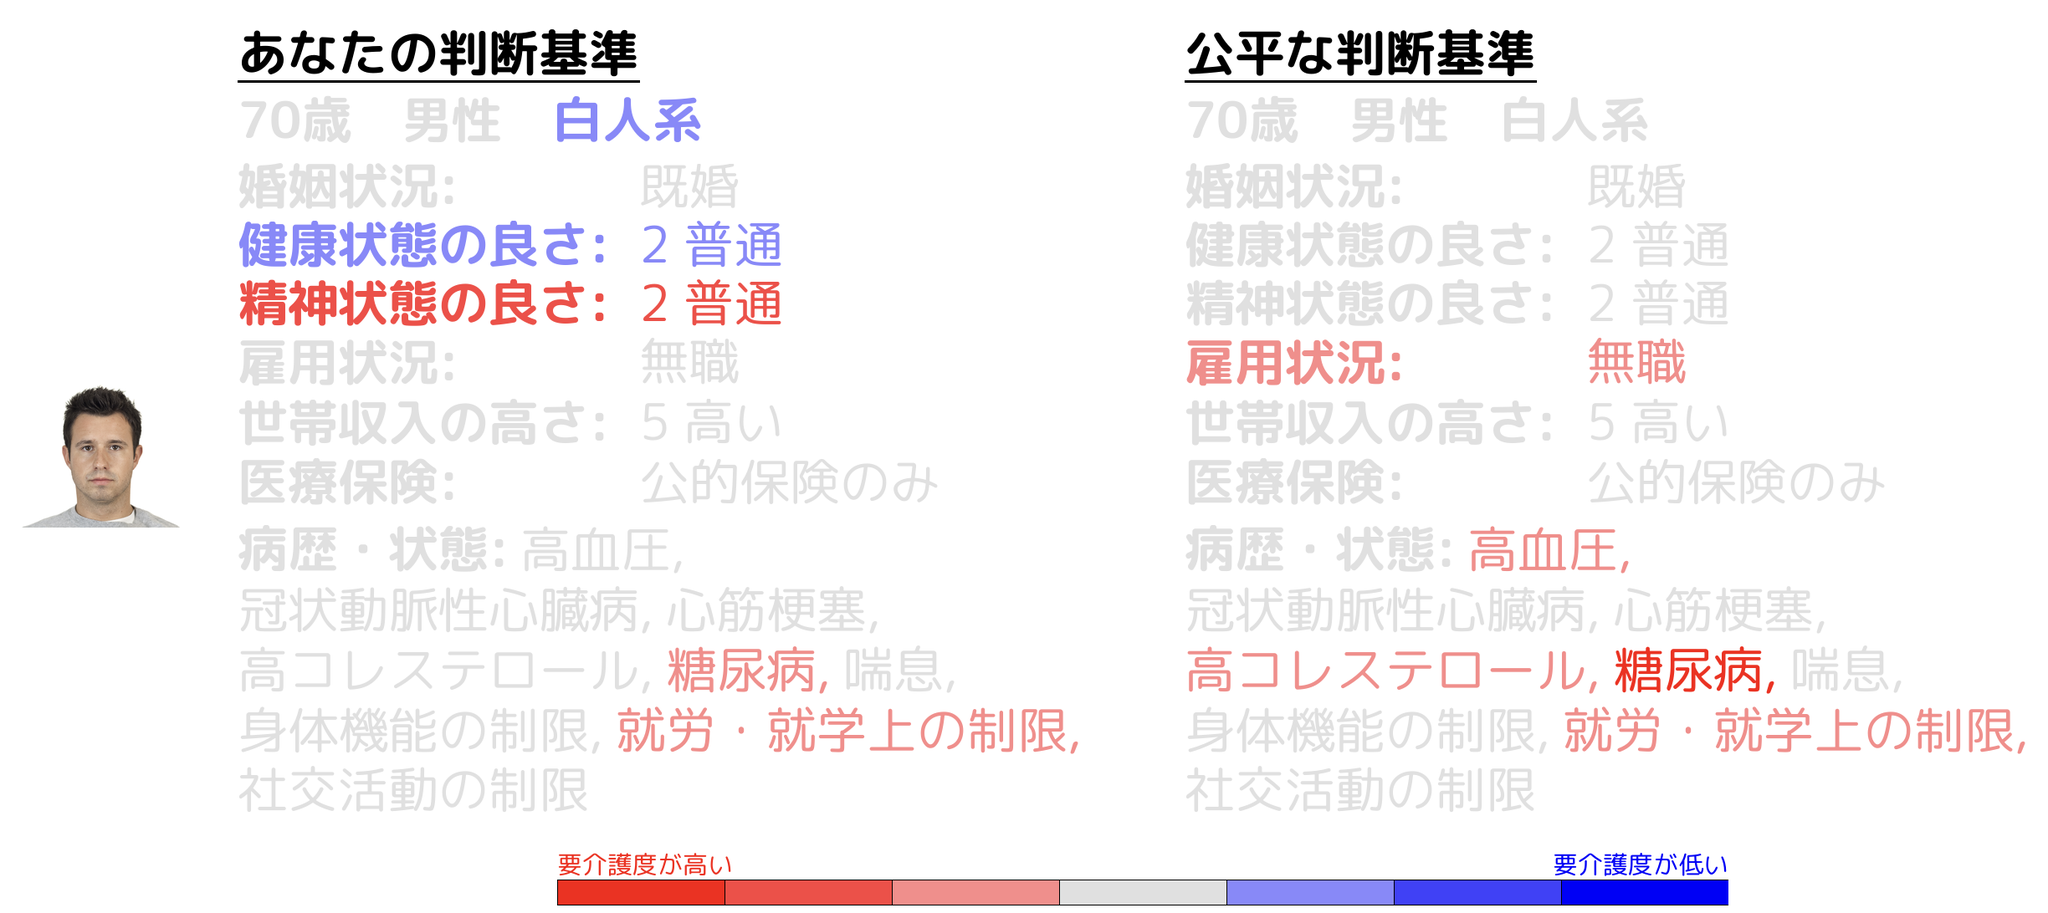 あなたの判断基準
70歳 男性 白人系
婚姻状況: 既婚
健康状態の良さ: 2 普通
精神状態の良さ: 2 普通
雇用状況: 無職
世帯収入の高さ: 5 高い
医療保険: 公的保険のみ
病歴・状態: 高血圧,
冠状動脈性心臓病, 心筋梗塞,
高コレステロール, 糖尿病, 喘息,
身体機能の制限, 就労・就学上の制限,
社交活動の制限
公平な判断基準
70歳 男性 白人系
婚姻状況: 既婚
健康状態の良さ: 2 普通
精神状態の良さ: 2 普通
雇用状況: 無職
世帯収入の高さ: 5 高い
医療保険: 公的保険のみ
病歴・状態: 高血圧,
冠状動脈性心臓病, 心筋梗塞,
高コレステロール, 糖尿病, 喘息,
身体機能の制限, 就労・就学上の制限,
社交活動の制限
要介護度が高い
要介護度が低い